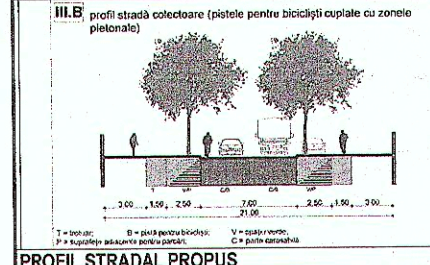 III.B profil stradă colectoare (pistele pentru bicicliști cuplate cu zonele
pietonale)
3,00 1,50 2,50 7,00 2,50 1,50 3,00
21,00
T = trotuar; B = pistă pentru bicicliști; V = spațiu verde;
P = suprafețe adiacente pentru parcări; C = parte carosabilă
PROFIL STRADAL PROPUS